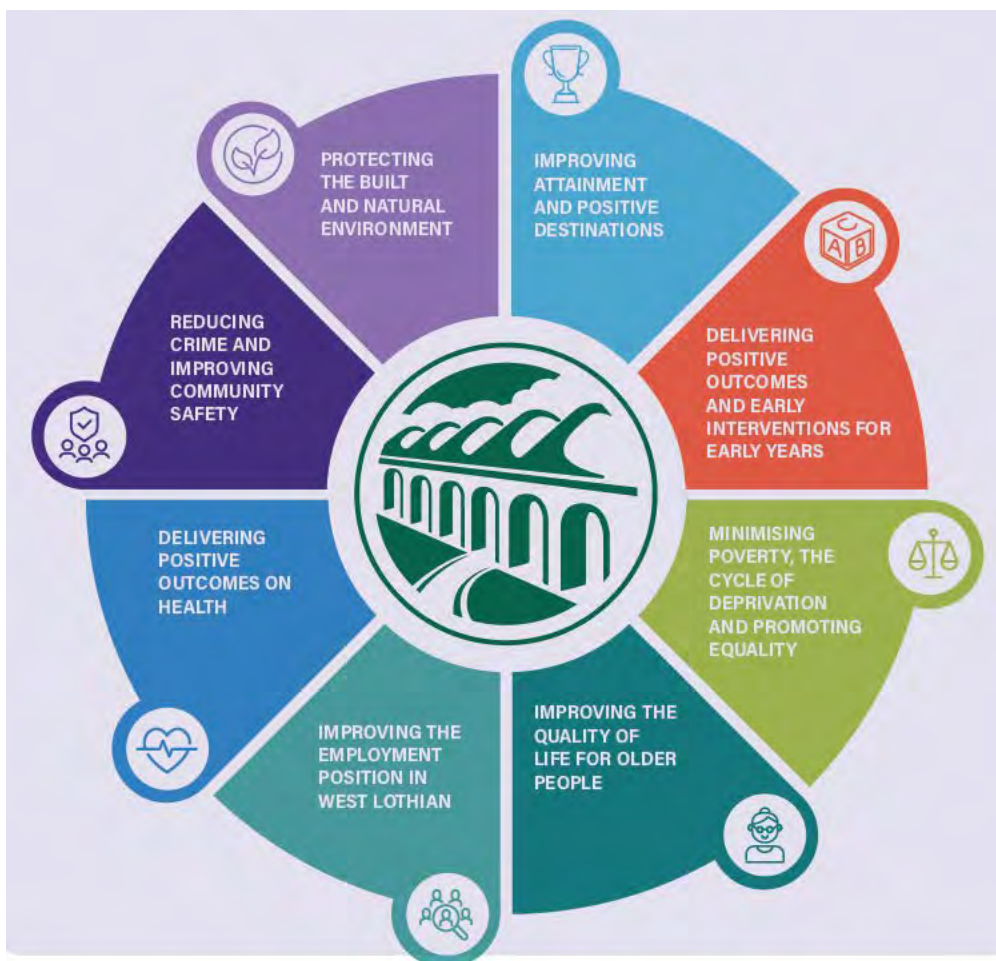 IMPROVING
ATTAINMENT
AND POSITIVE
DESTINATIONS
DELIVERING
POSITIVE
OUTCOMES
AND EARLY
INTERVENTIONS FOR
EARLY YEARS
MINIMISING
POVERTY, THE
CYCLE OF
DEPRIVATION
AND PROMOTING
EQUALITY
IMPROVING THE
QUALITY OF
LIFE FOR OLDER
PEOPLE
IMPROVING THE
EMPLOYMENT
POSITION IN
WEST LOTHIAN
DELIVERING
POSITIVE
OUTCOMES ON
HEALTH
REDUCING
CRIME AND
IMPROVING
COMMUNITY
SAFETY
PROTECTING
THE BUILT
AND NATURAL
ENVIRONMENT
C
A B